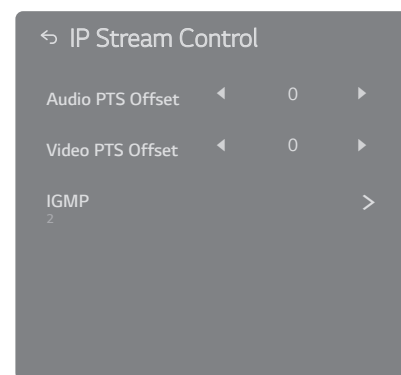 IP Stream Control
Audio PTS Offset 0
Video PTS Offset 0
IGMP
2